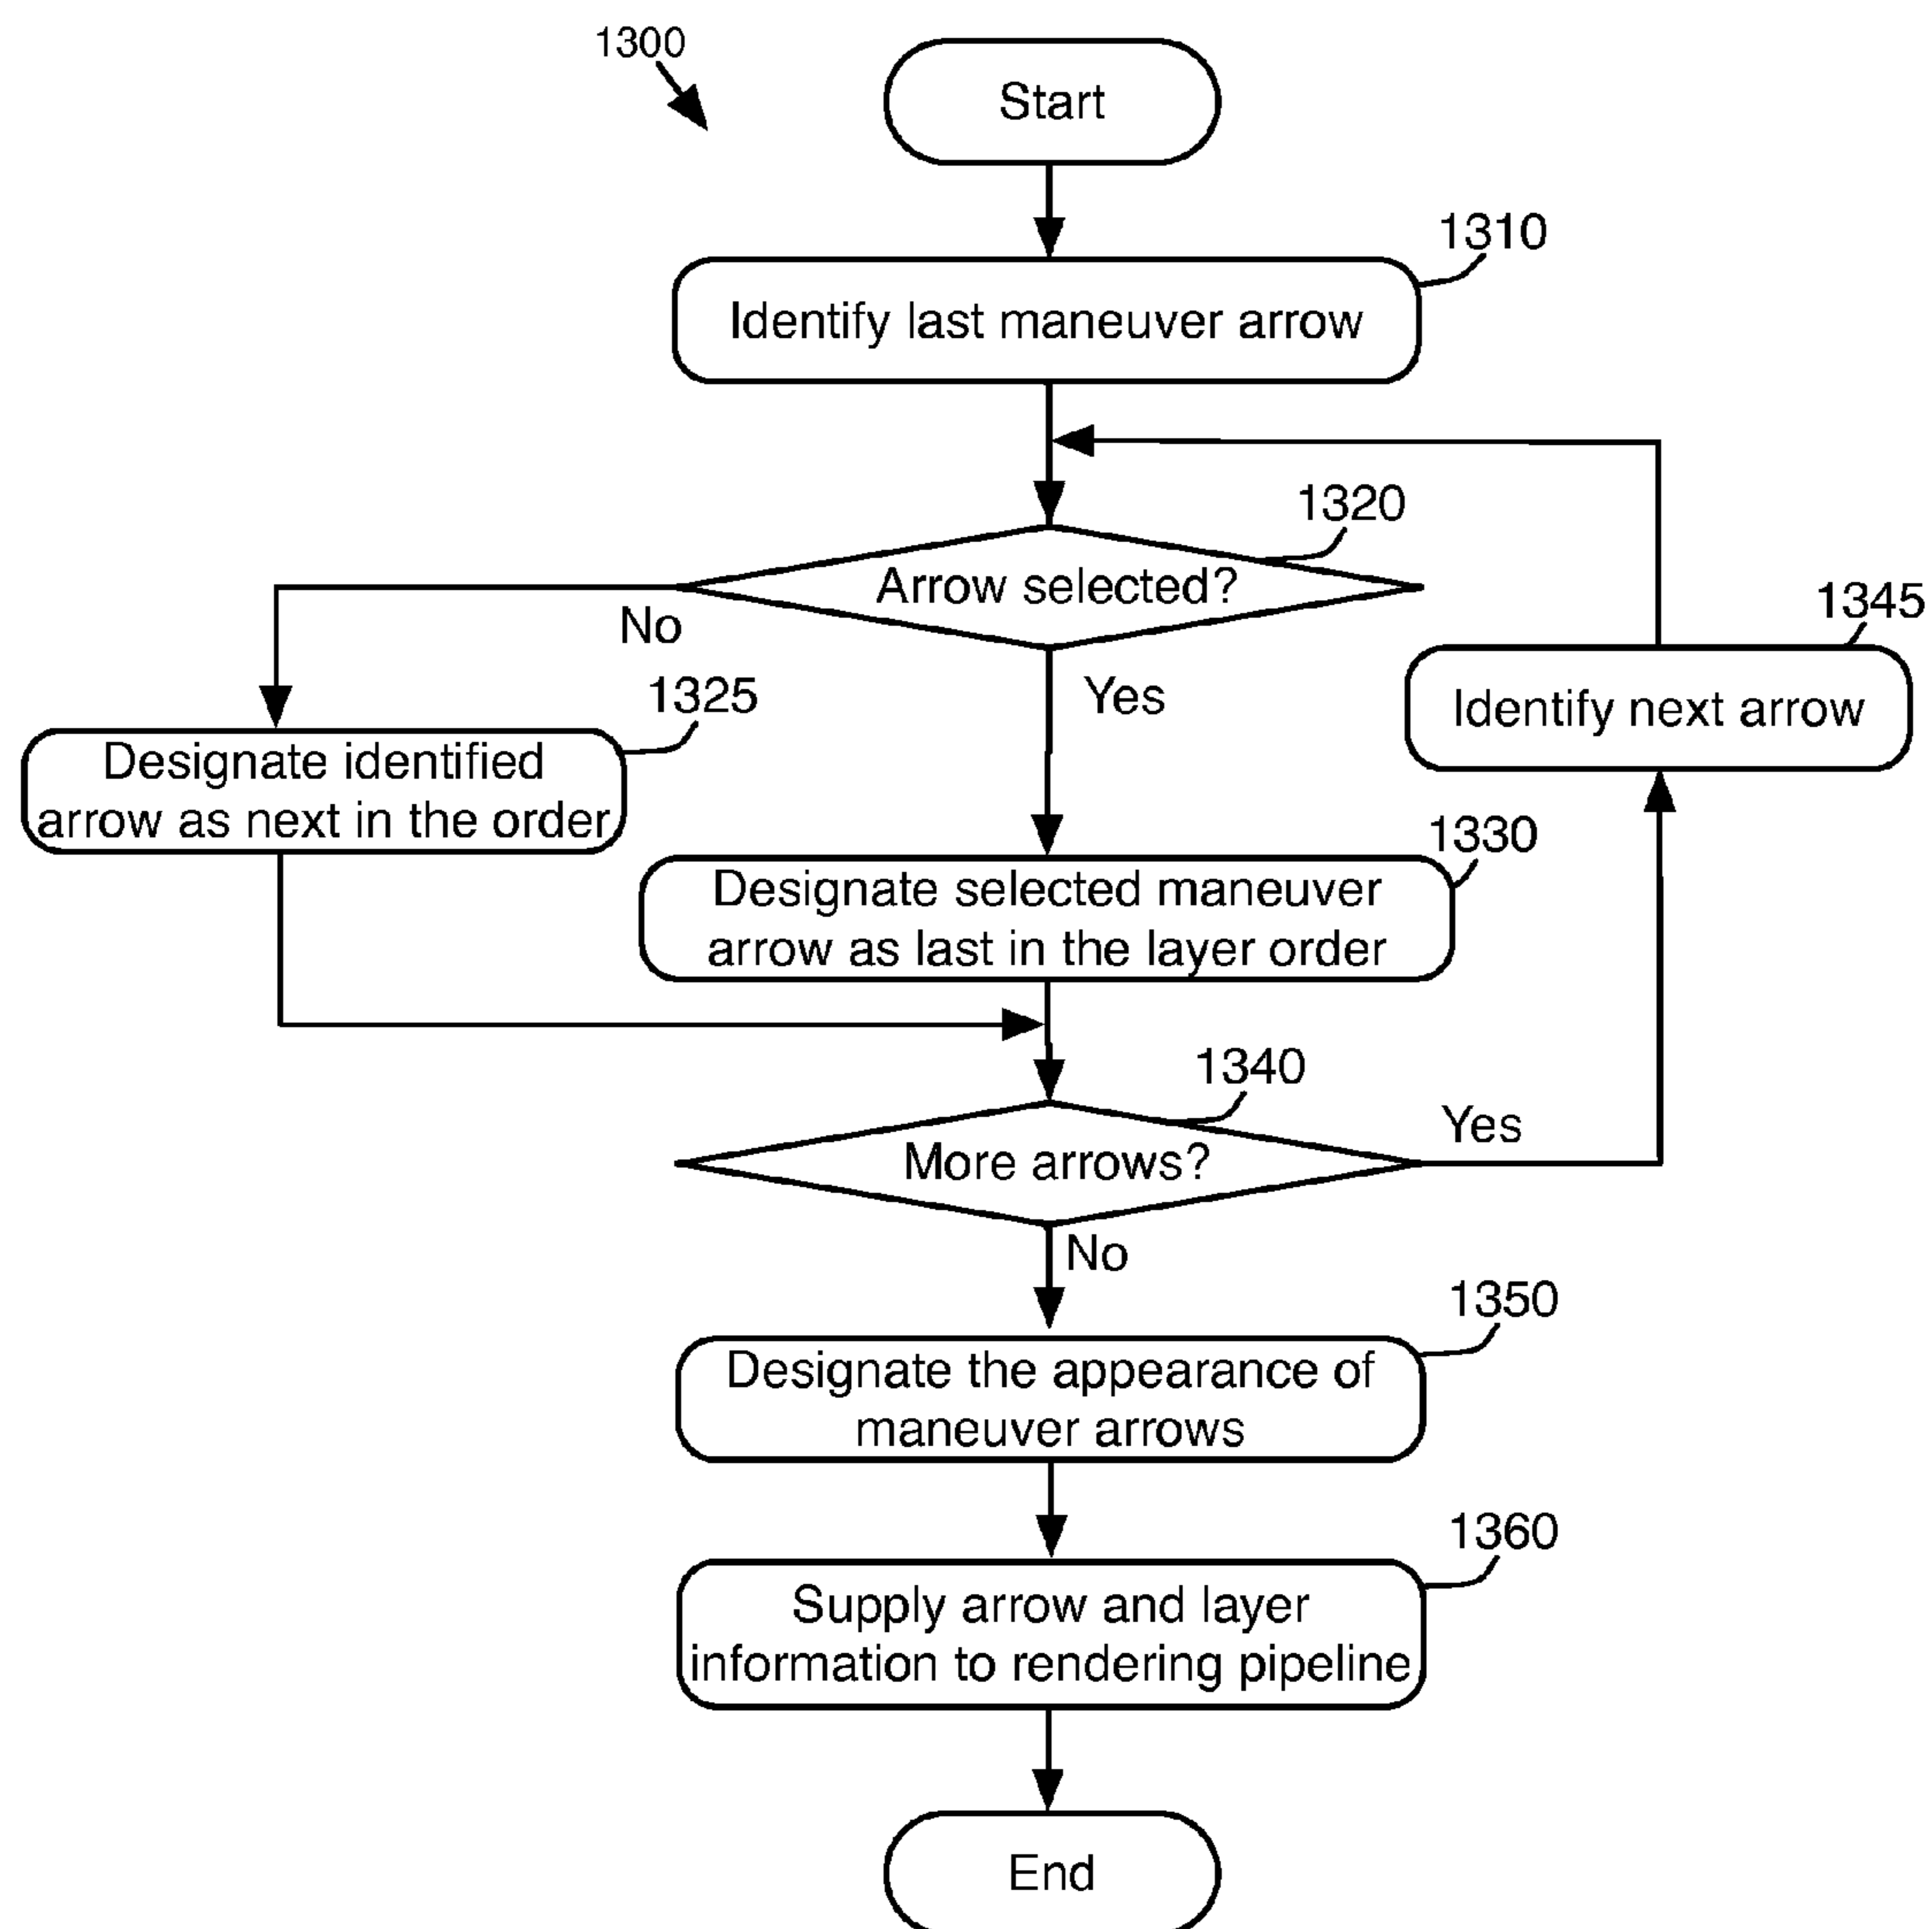 1300
Start
1310
Identify last maneuver arrow
1320
Arrow selected?
No
Yes
1345
Identify next arrow
1325
Designate identified
arrow as next in the order
1330
Designate selected maneuver
arrow as last in the layer order
1340
More arrows?
Yes
No
1350
Designate the appearance of
maneuver arrows
1360
Supply arrow and layer
information to rendering pipeline
End